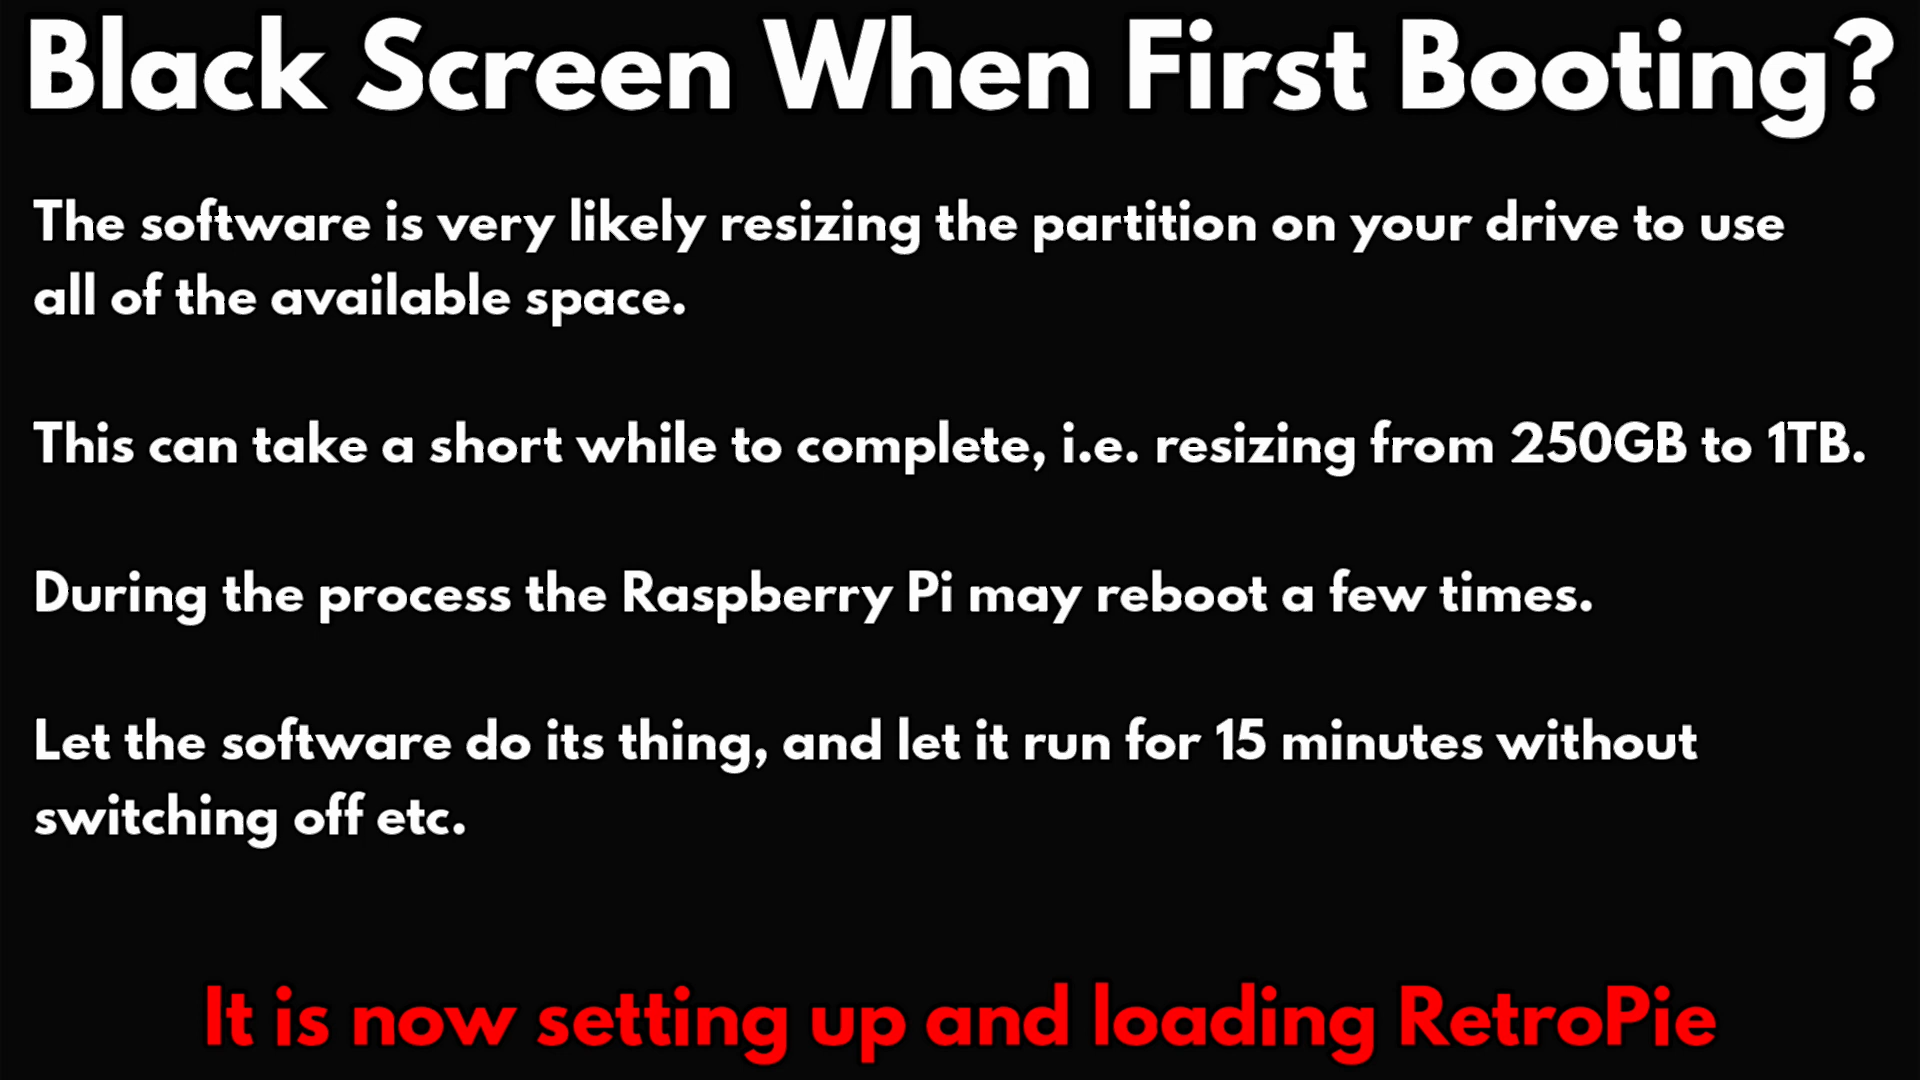 Black Screen When First Booting?
The software is very likely resizing the partition on your drive to use
all of the available space.
This can take a short while to complete, i.e. resizing from 250GB to 1TB.
During the process the Raspberry Pi may reboot a few times.
Let the software do its thing, and let it run for 15 minutes without
switching off etc.
It is now setting up and loading RetroPie